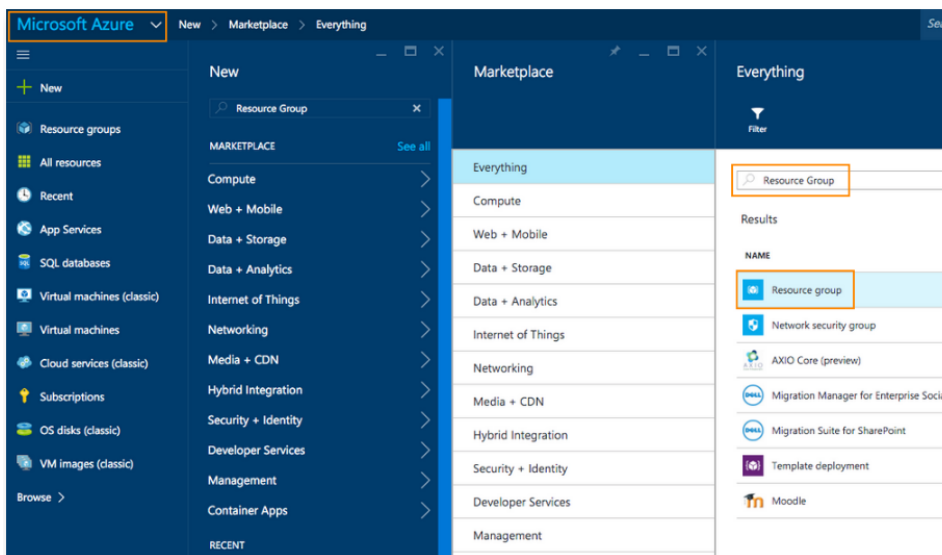 Microsoft Azure
New > Marketplace > Everything
New
Resource groups
All resources
Recent
App Services
SQL databases
Virtual machines (classic)
Virtual machines
Cloud services (classic)
Subscriptions
OS disks (classic)
VM images (classic)
Browse >
New
Resource Group
MARKETPLACE
See all
Compute
Web + Mobile
Data + Storage
Data + Analytics
Internet of Things
Networking
Media + CDN
Hybrid Integration
Security + Identity
Developer Services
Management
Container Apps
RECENT
Marketplace
Everything
Compute
Web + Mobile
Data + Storage
Data + Analytics
Internet of Things
Networking
Media + CDN
Hybrid Integration
Security + Identity
Developer Services
Management
Everything
Filter
Resource Group
Results
NAME
Resource group
Network security group
AXIO Core (preview)
Migration Manager for Enterprise Socia
Migration Suite for SharePoint
Template deployment
Moodle